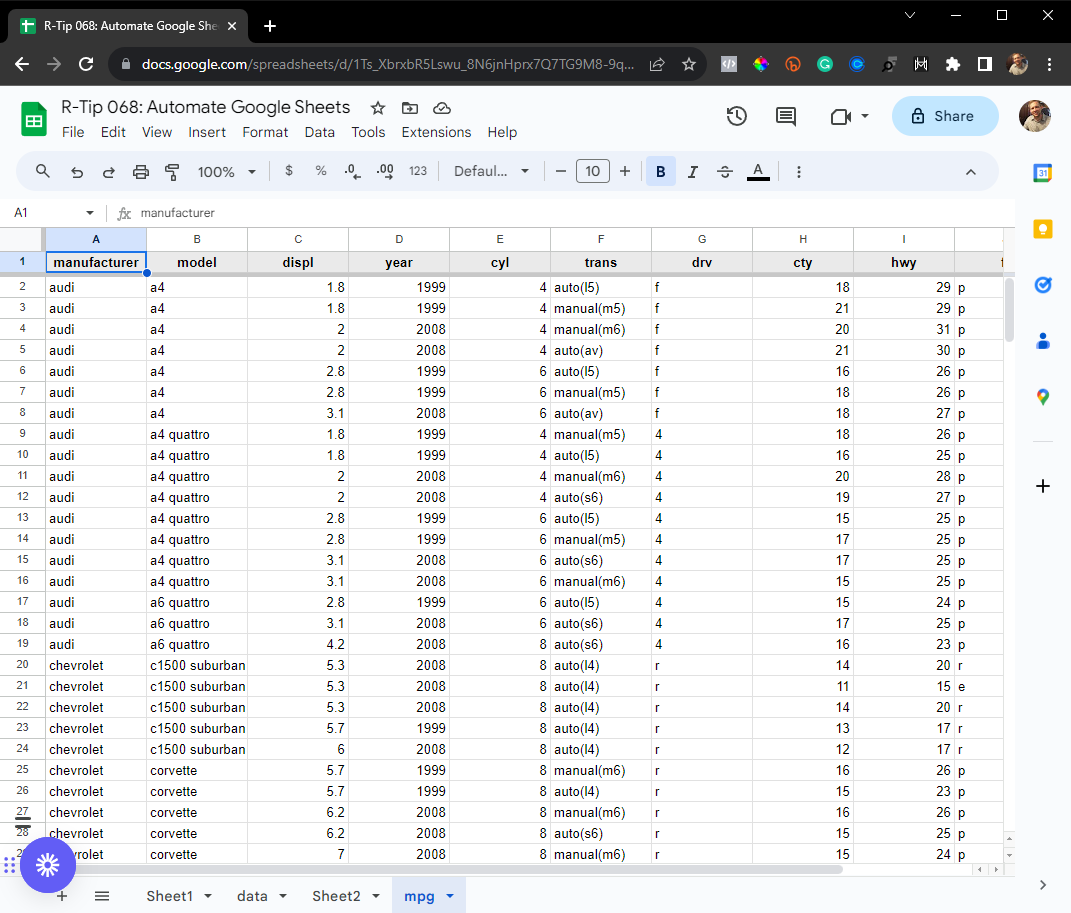 R-Tip 068: Automate Google She
docs.google.com/spreadsheets/d/1Ts_XbrxbR5Lswu_8N6jnHprx7Q7TG9M8-9q...
R-Tip 068: Automate Google Sheets
File Edit View Insert Format Data Tools Extensions Help
Share
100% $ % .0 .00 123 Defaul... − 10 + B I S A
31
A1 fx manufacturer
A B C D E F G H I
1 manufacturer model displ year cyl trans drv cty hwy f
2 audi a4 1.8 1999 4 auto(l5) f 18 29 p
3 audi a4 1.8 1999 4 manual(m5) f 21 29 p
4 audi a4 2 2008 4 manual(m6) f 20 31 p
5 audi a4 2 2008 4 auto(av) f 21 30 p
6 audi a4 2.8 1999 6 auto(l5) f 16 26 p
7 audi a4 2.8 1999 6 manual(m5) f 18 26 p
8 audi a4 3.1 2008 6 auto(av) f 18 27 p
9 audi a4 quattro 1.8 1999 4 manual(m5) 4 18 26 p
10 audi a4 quattro 1.8 1999 4 auto(l5) 4 16 25 p
11 audi a4 quattro 2 2008 4 manual(m6) 4 20 28 p
12 audi a4 quattro 2 2008 4 auto(s6) 4 19 27 p
13 audi a4 quattro 2.8 1999 6 auto(l5) 4 15 25 p
14 audi a4 quattro 2.8 1999 6 manual(m5) 4 17 25 p
15 audi a4 quattro 3.1 2008 6 auto(s6) 4 17 25 p
16 audi a4 quattro 3.1 2008 6 manual(m6) 4 15 25 p
17 audi a6 quattro 2.8 1999 6 auto(l5) 4 15 24 p
18 audi a6 quattro 3.1 2008 6 auto(s6) 4 17 25 p
19 audi a6 quattro 4.2 2008 8 auto(s6) 4 16 23 p
20 chevrolet c1500 suburban 5.3 2008 8 auto(l4) r 14 20 r
21 chevrolet c1500 suburban 5.3 2008 8 auto(l4) r 11 15 e
22 chevrolet c1500 suburban 5.3 2008 8 auto(l4) r 14 20 r
23 chevrolet c1500 suburban 5.7 1999 8 auto(l4) r 13 17 r
24 chevrolet c1500 suburban 6 2008 8 auto(l4) r 12 17 r
25 chevrolet corvette 5.7 1999 8 manual(m6) r 16 26 p
26 chevrolet corvette 5.7 1999 8 auto(l4) r 15 23 p
27 chevrolet corvette 6.2 2008 8 manual(m6) r 16 26 p
28 chevrolet corvette 6.2 2008 8 auto(s6) r 15 25 p
vrolet corvette 7 2008 8 manual(m6) r 15 24 p
Sheet1 data Sheet2 mpg